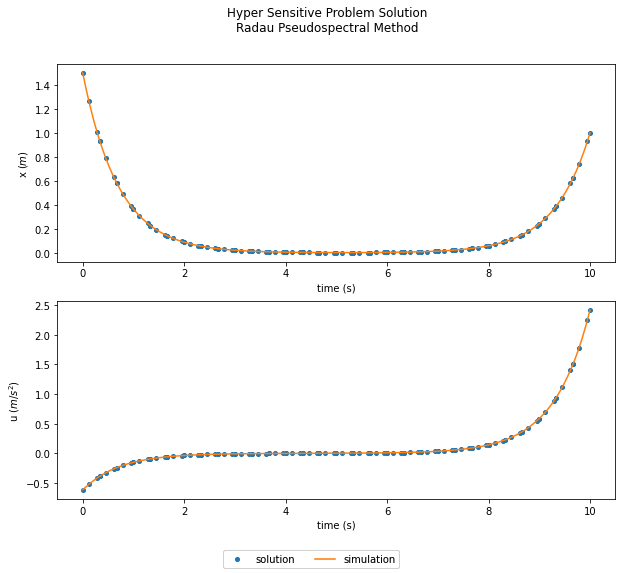 Hyper Sensitive Problem Solution
Radau Pseudospectral Method
1.4
1.2
1.0
0.8
0.6
0.4
0.2
0.0
x (m)
0 2 4 6 8 10
time (s)
2.5
2.0
1.5
1.0
0.5
0.0
−0.5
u (m/s²)
0 2 4 6 8 10
time (s)
solution simulation